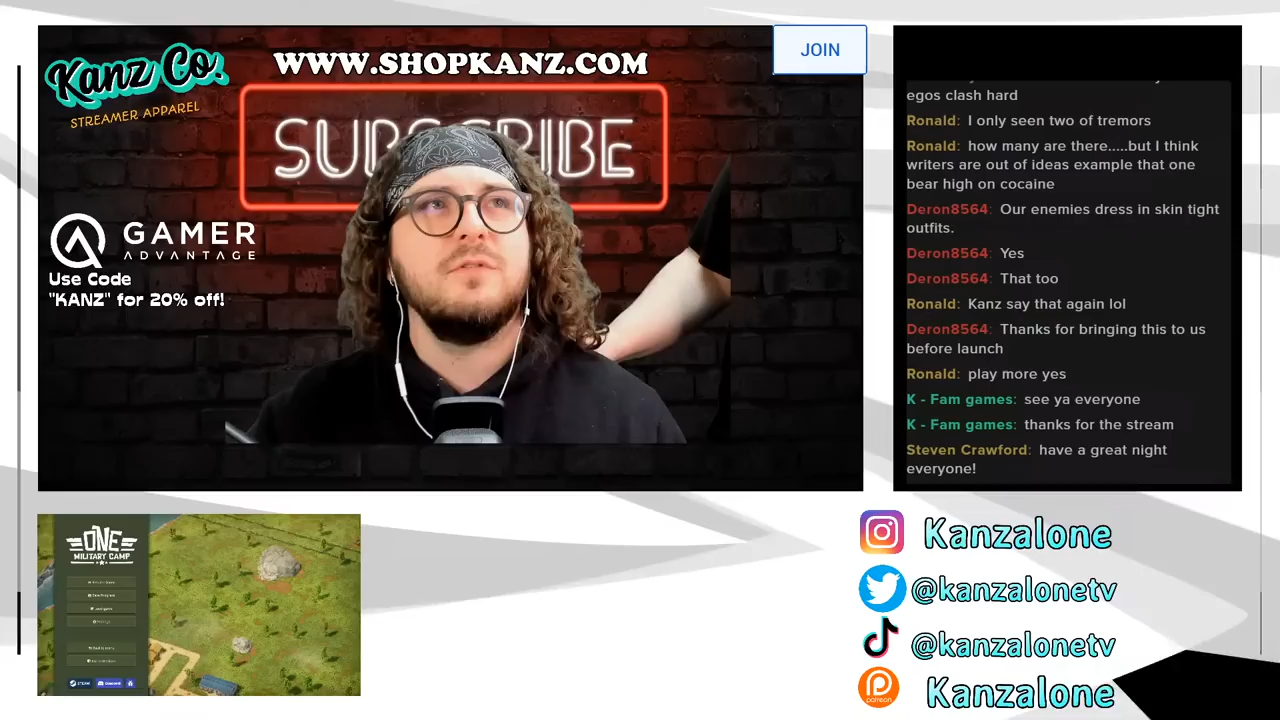 Kanz Co.
STREAMER APPAREL
WWW.SHOPKANZ.COM
JOIN
SUBSCRIBE
GAMER
ADVANTAGE
Use Code
"KANZ" for 20% off!
egos clash hard
Ronald: I only seen two of tremors
Ronald: how many are there.....but I think
writers are out of ideas example that one
bear high on cocaine
Deron8564: Our enemies dress in skin tight
outfits.
Deron8564: Yes
Deron8564: That too
Ronald: Kanz say that again lol
Deron8564: Thanks for bringing this to us
before launch
Ronald: play more yes
K - Fam games: see ya everyone
K - Fam games: thanks for the stream
Steven Crawford: have a great night
everyone!
ONE
MILITARY CAMP
STEAM
Discord
Kanzalone
@kanzalonetv
@kanzalonetv
patreon
Kanzalone